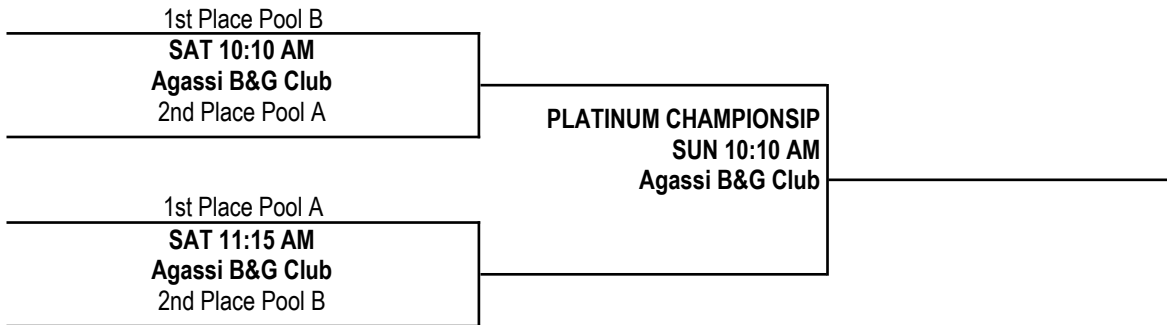 1st Place Pool B
SAT 10:10 AM
Agassi B&G Club
2nd Place Pool A
PLATINUM CHAMPIONSIP
SUN 10:10 AM
Agassi B&G Club
1st Place Pool A
SAT 11:15 AM
Agassi B&G Club
2nd Place Pool B